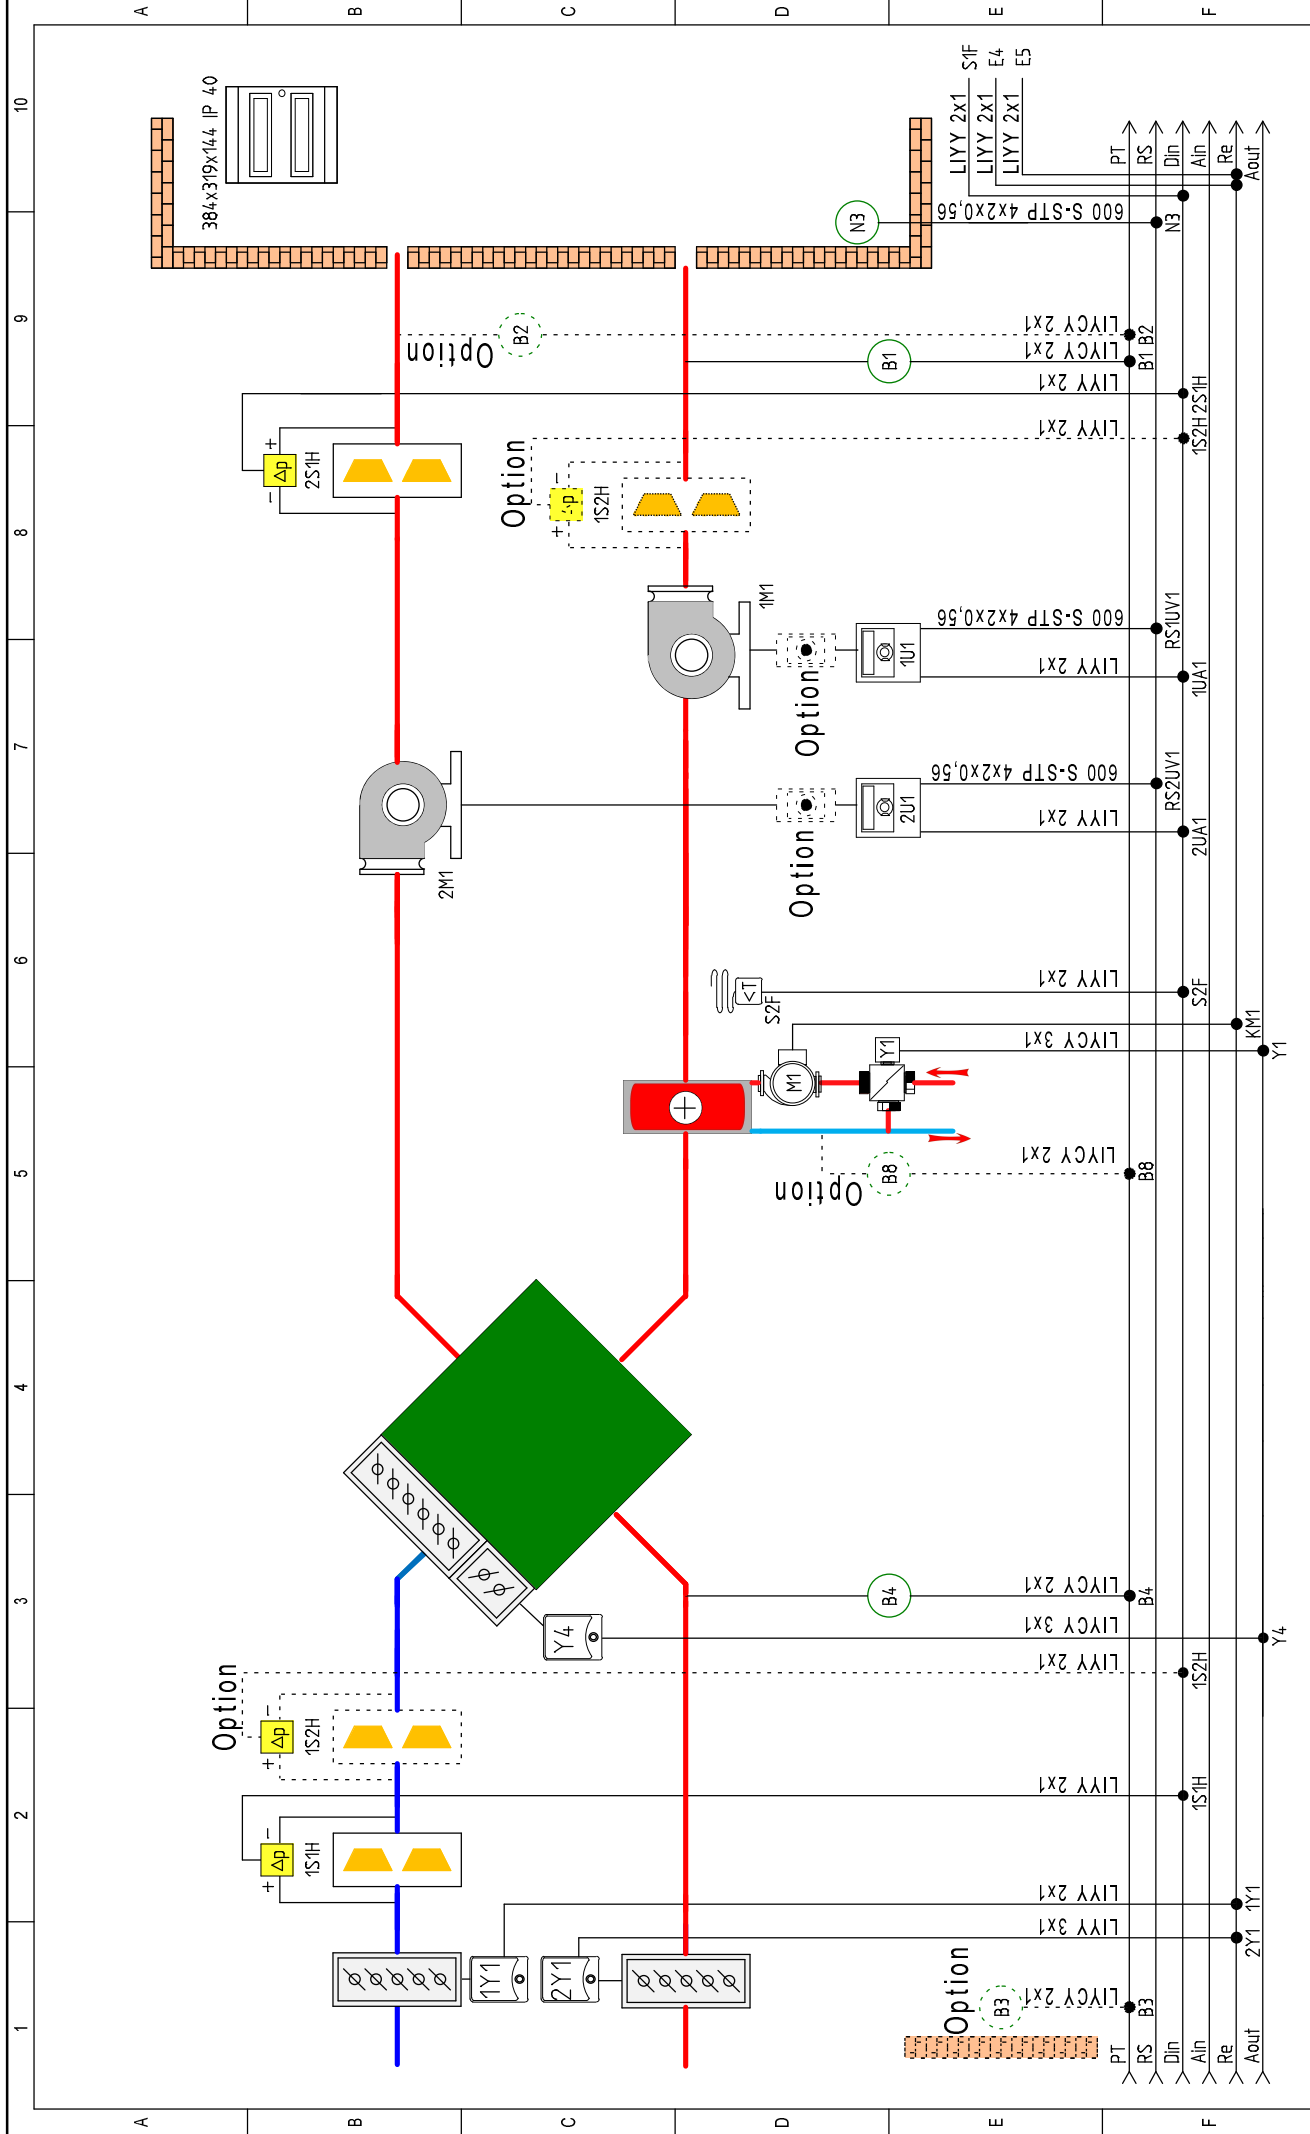 A
B
C
D
E
F
10
9
8
7
6
5
4
3
2
1
384x319x144 IP 40
S1F
E4
E5
LIYY 2x1
LIYY 2x1
LIYY 2x1
PT
RS
Din
Ain
Re
Aout
N3
600 S-STP 4x2x0,56
N3
Option
B2
LIYCY 2x1
B2
B1
LIYCY 2x1
B1
LIYY 2x1
2S1H
LIYY 2x1
1S2H
+
Δp
-
2S1H
Option
-
p
+
1S2H
1M1
Option
1U1
600 S-STP 4x2x0,56
RS1UV1
LIYY 2x1
1UA1
2M1
Option
2U1
600 S-STP 4x2x0,56
RS2UV1
LIYY 2x1
2UA1
<T
S2F
LIYY 2x1
S2F
KM1
M1
Y1
LIYCY 3x1
Y1
Option
B8
LIYCY 2x1
B8
B4
LIYCY 2x1
B4
Y4
LIYCY 3x1
Y4
Option
-
Δp
+
1S2H
LIYY 2x1
1S2H
-
Δp
+
1S1H
LIYY 2x1
1S1H
1Y1
LIYY 2x1
1Y1
2Y1
LIYY 3x1
2Y1
Option
B3
LIYCY 2x1
B3
PT
RS
Din
Ain
Re
Aout
A
B
C
D
E
F